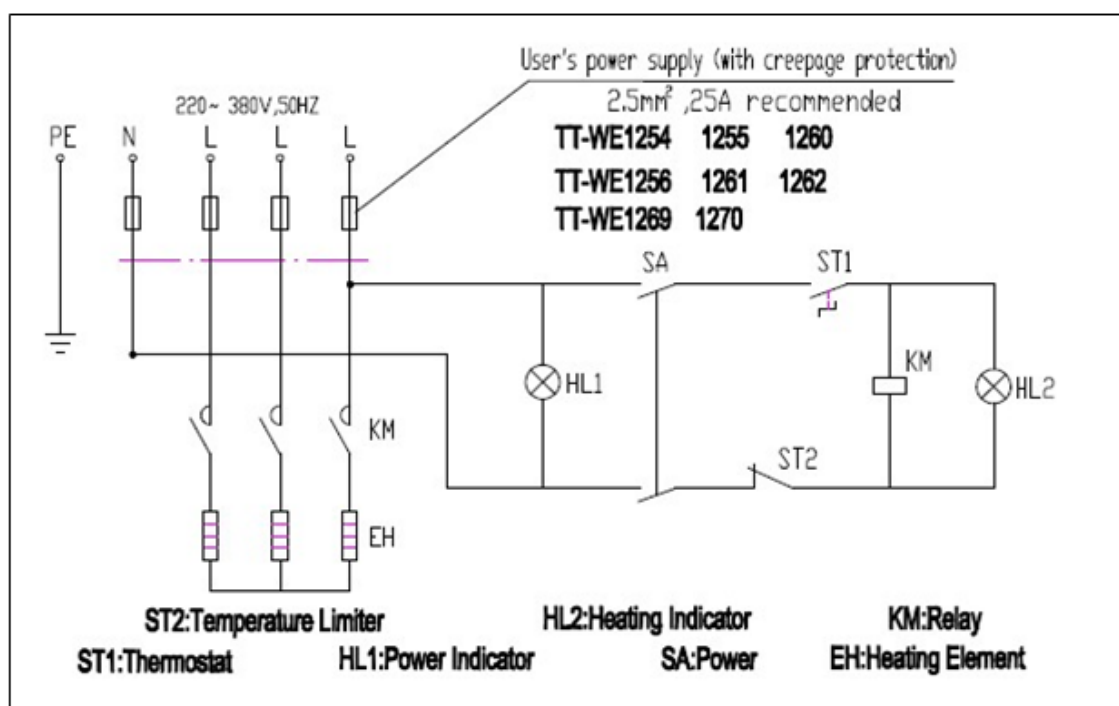 User's power supply (with creepage protection)
220~ 380V,50HZ
2.5mm² ,25A recommended
PE N L L L
TT-WE1254 1255 1260
TT-WE1256 1261 1262
TT-WE1269 1270
SA ST1
HL1 KM HL2
KM
ST2
EH
ST2:Temperature Limiter HL2:Heating Indicator KM:Relay
ST1:Thermostat HL1:Power Indicator SA:Power EH:Heating Element